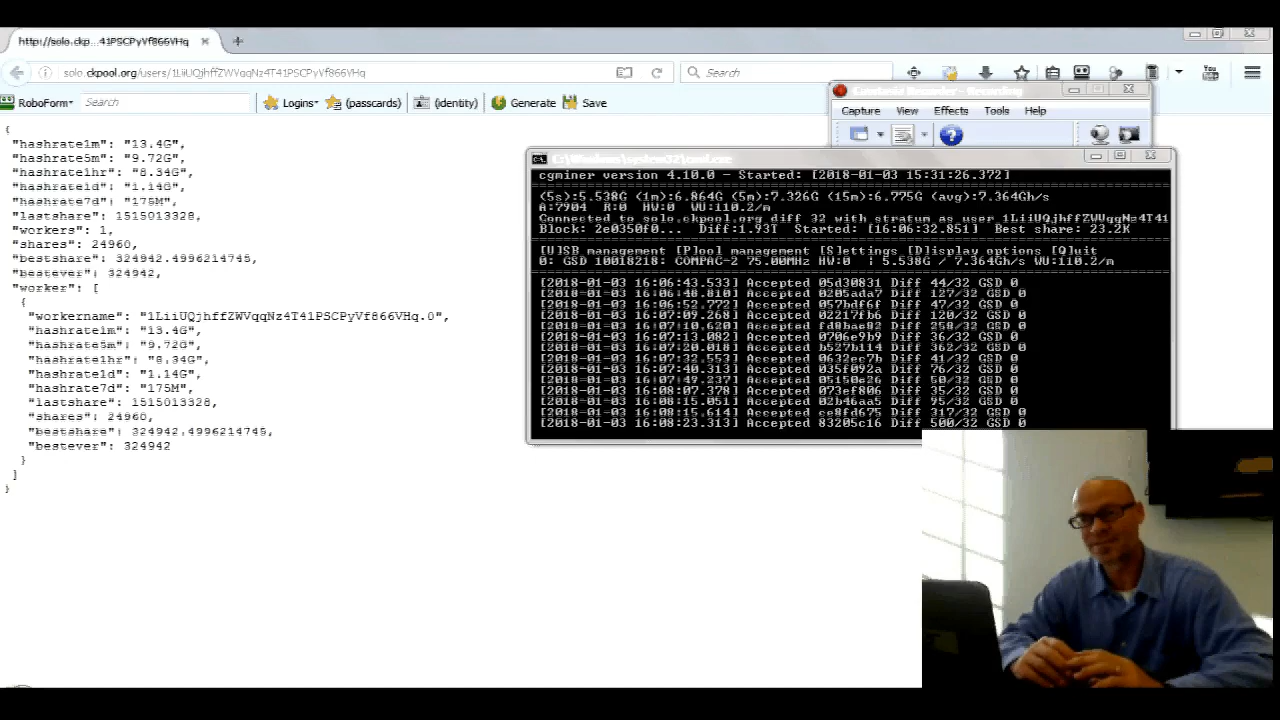 http://solo.ckp...41PSCPyVf866VHq
solo.ckpool.org/users/1LiiUQjhffZWVqqNz4T41PSCPyVf866VHq
Search
You
RoboForm
Search
Logins
(passcards)
(identity)
Generate
Save
{
"hashrate1m": "13.4G",
"hashrate5m": "9.72G",
"hashrate1hr": "8.34G",
"hashrate1d": "1.14G",
"hashrate7d": "175M",
"lastshare": 1515013328,
"workers": 1,
"shares": 24960,
"bestshare": 324942.4996214745,
"bestever": 324942,
"worker": [
{
"workername": "1LiiUQjhffZWVqqNz4T41PSCPyVf866VHq.0",
"hashrate1m": "13.4G",
"hashrate5m": "9.72G",
"hashrate1hr": "8.34G",
"hashrate1d": "1.14G",
"hashrate7d": "175M",
"lastshare": 1515013328,
"shares": 24960,
"bestshare": 324942.4996214745,
"bestever": 324942
}
]
}
Camtasia Recorder - Recording
Capture View Effects Tools Help
C:\Windows\system32\cmd.exe
cgminer version 4.10.0 - Started: [2018-01-03 15:31:26.372]
(5s):5.538G (1m):6.864G (5m):7.326G (15m):6.775G (avg):7.364Gh/s
A:7904 R:0 HW:0 WU:110.2/m
Connected to solo.ckpool.org diff 32 with stratum as user 1LiiUQjhffZWVqqNz4T41
Block: 2e0350f0... Diff:1.93T Started: [16:06:32.851] Best share: 23.2K
[U]SB management [P]ool management [S]ettings [D]isplay options [Q]uit
0: GSD 10018218: COMPAC-2 75.00MHz HW:0 | 5.538G / 7.364Gh/s WU:110.2/m
[2018-01-03 16:06:43.533] Accepted 05d30831 Diff 44/32 GSD 0
[2018-01-03 16:06:48.810] Accepted 0205ada7 Diff 127/32 GSD 0
[2018-01-03 16:06:52.772] Accepted 057bdf6f Diff 47/32 GSD 0
[2018-01-03 16:07:09.268] Accepted 02217fb6 Diff 120/32 GSD 0
[2018-01-03 16:07:10.620] Accepted fd8bae82 Diff 258/32 GSD 0
[2018-01-03 16:07:13.082] Accepted 0706e9b9 Diff 36/32 GSD 0
[2018-01-03 16:07:20.018] Accepted b527b114 Diff 362/32 GSD 0
[2018-01-03 16:07:32.553] Accepted 0632ec7b Diff 41/32 GSD 0
[2018-01-03 16:07:40.313] Accepted 035f092a Diff 76/32 GSD 0
[2018-01-03 16:07:49.237] Accepted 05150e26 Diff 50/32 GSD 0
[2018-01-03 16:08:07.378] Accepted 073ef806 Diff 35/32 GSD 0
[2018-01-03 16:08:15.051] Accepted 02b46aa5 Diff 95/32 GSD 0
[2018-01-03 16:08:15.614] Accepted ce8fd675 Diff 317/32 GSD 0
[2018-01-03 16:08:23.313] Accepted 83205c16 Diff 500/32 GSD 0